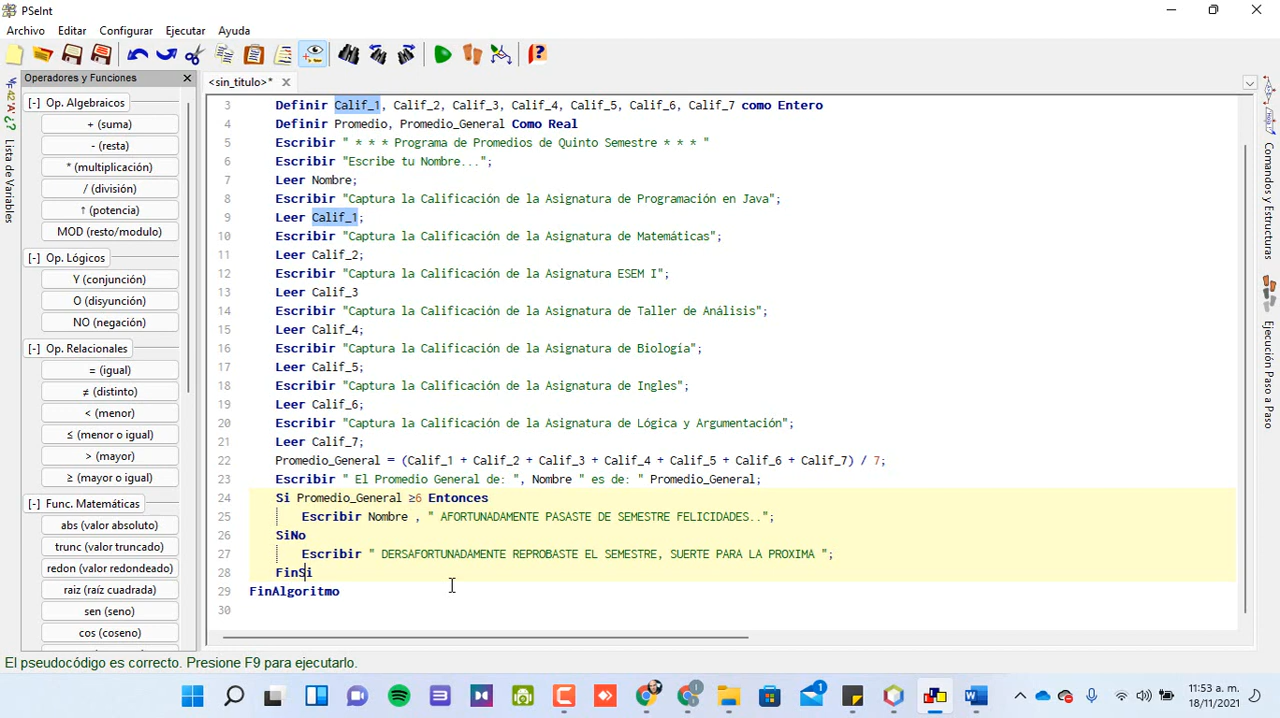 PSeInt
Archivo Editar Configurar Ejecutar Ayuda
Operadores y Funciones
<sin_titulo>*
[-] Op. Algebraicos
+ (suma)
- (resta)
* (multiplicación)
/ (división)
↑ (potencia)
MOD (resto/modulo)
[-] Op. Lógicos
Y (conjunción)
O (disyunción)
NO (negación)
[-] Op. Relacionales
= (igual)
≠ (distinto)
< (menor)
≤ (menor o igual)
> (mayor)
≥ (mayor o igual)
[-] Func. Matemáticas
abs (valor absoluto)
trunc (valor truncado)
redon (valor redondeado)
raiz (raíz cuadrada)
sen (seno)
cos (coseno)
Lista de Variables
3 Definir Calif_1, Calif_2, Calif_3, Calif_4, Calif_5, Calif_6, Calif_7 como Entero
4 Definir Promedio, Promedio_General Como Real
5 Escribir " * * * Programa de Promedios de Quinto Semestre * * * "
6 Escribir "Escribe tu Nombre...";
7 Leer Nombre;
8 Escribir "Captura la Calificación de la Asignatura de Programación en Java";
9 Leer Calif_1;
10 Escribir "Captura la Calificación de la Asignatura de Matemáticas";
11 Leer Calif_2;
12 Escribir "Captura la Calificación de la Asignatura ESEM I";
13 Leer Calif_3
14 Escribir "Captura la Calificación de la Asignatura de Taller de Análisis";
15 Leer Calif_4;
16 Escribir "Captura la Calificación de la Asignatura de Biología";
17 Leer Calif_5;
18 Escribir "Captura la Calificación de la Asignatura de Ingles";
19 Leer Calif_6;
20 Escribir "Captura la Calificación de la Asignatura de Lógica y Argumentación";
21 Leer Calif_7;
22 Promedio_General = (Calif_1 + Calif_2 + Calif_3 + Calif_4 + Calif_5 + Calif_6 + Calif_7) / 7;
23 Escribir " El Promedio General de: ", Nombre " es de: " Promedio_General;
24 Si Promedio_General ≥6 Entonces
25 Escribir Nombre , " AFORTUNADAMENTE PASASTE DE SEMESTRE FELICIDADES..";
26 SiNo
27 Escribir " DERSAFORTUNADAMENTE REPROBASTE EL SEMESTRE, SUERTE PARA LA PROXIMA ";
28 FinSi
29 FinAlgoritmo
30
Comandos y Estructuras
Ejecución Paso a Paso
El pseudocódigo es correcto. Presione F9 para ejecutarlo.
11:53 a. m.
18/11/2021